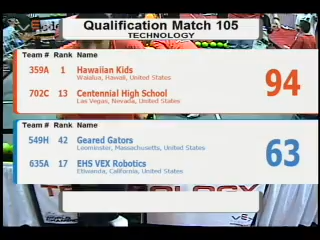 Qualification Match 105
TECHNOLOGY
Team # Rank Name
359A 1 Hawaiian Kids
Waialua, Hawaii, United States
702C 13 Centennial High School
Las Vegas, Nevada, United States
94
Team # Rank Name
549H 42 Geared Gators
Leominster, Massachusetts, United States
635A 17 EHS VEX Robotics
Etiwanda, California, United States
63